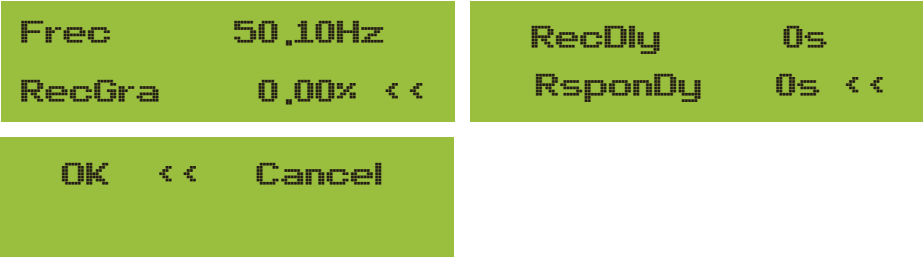 Frec 50.10Hz
RecGra 0.00% <<
RecDly 0s
RsponDy 0s <<
OK << Cancel